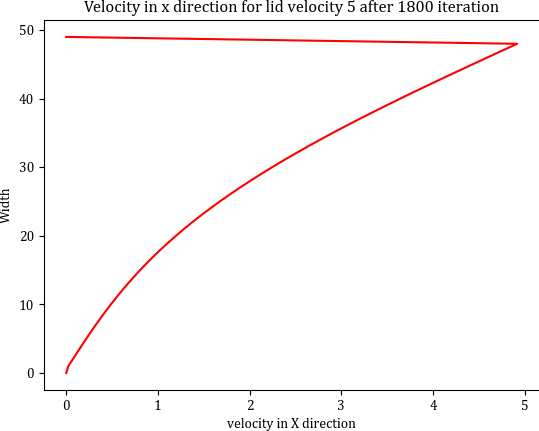 Velocity in x direction for lid velocity 5 after 1800 iteration
50
40
30
20
10
0
Width
0 1 2 3 4 5
velocity in X direction